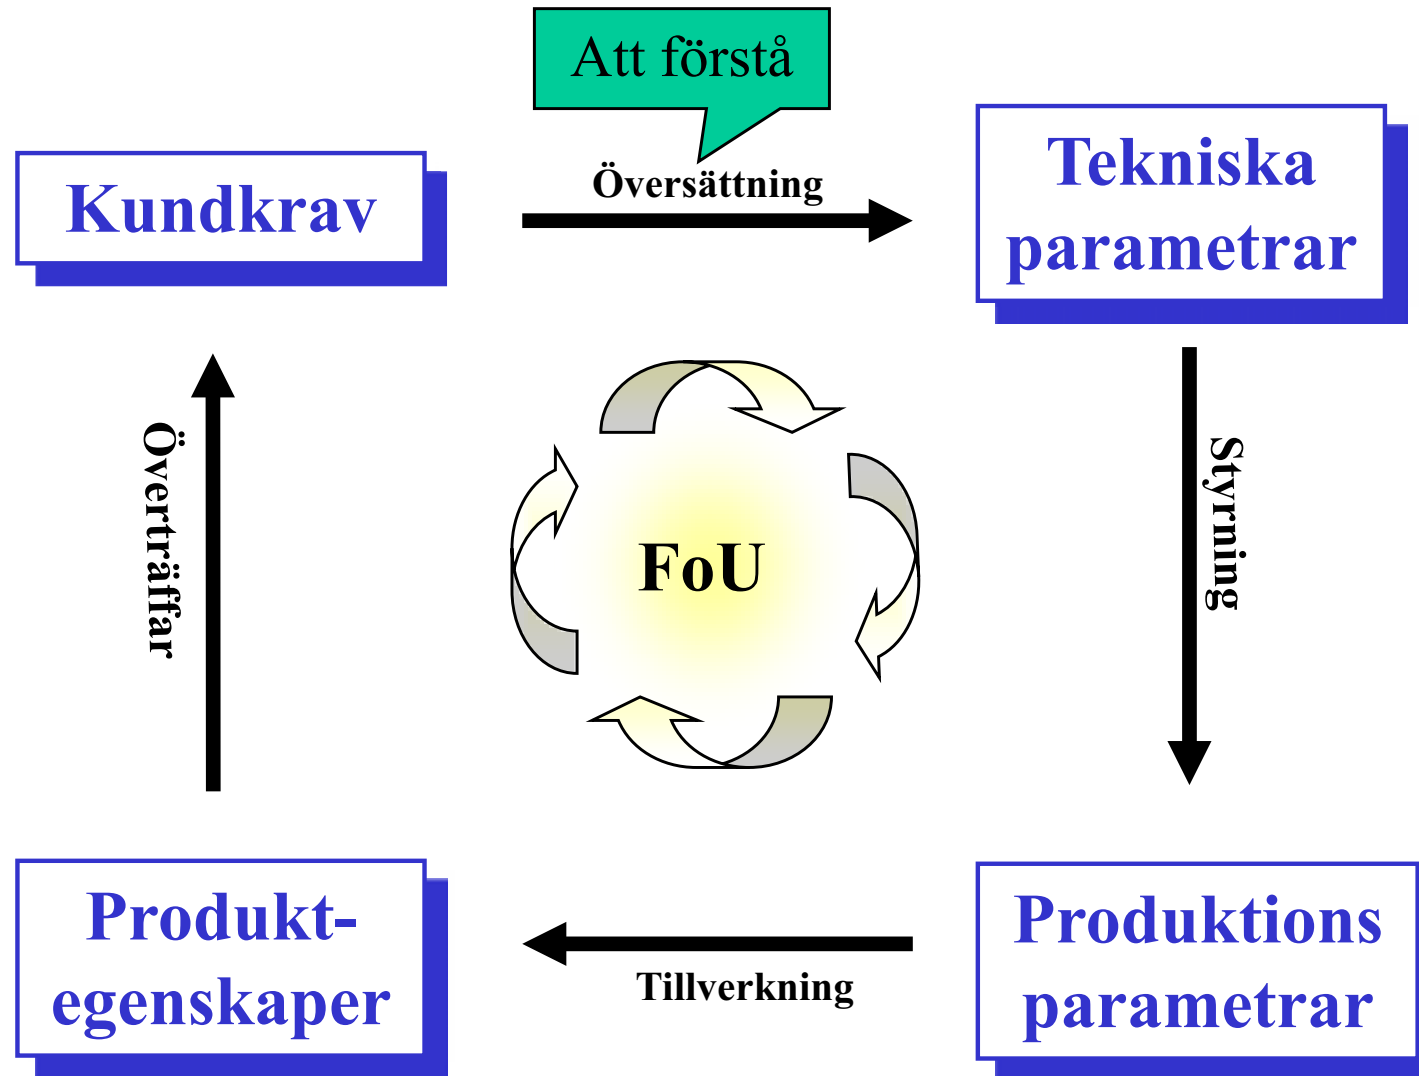 Att förstå
Kundkrav
Översättning
Tekniska
parametrar
Överträffar
FoU
Styrning
Produkt-
egenskaper
Tillverkning
Produktions
parametrar